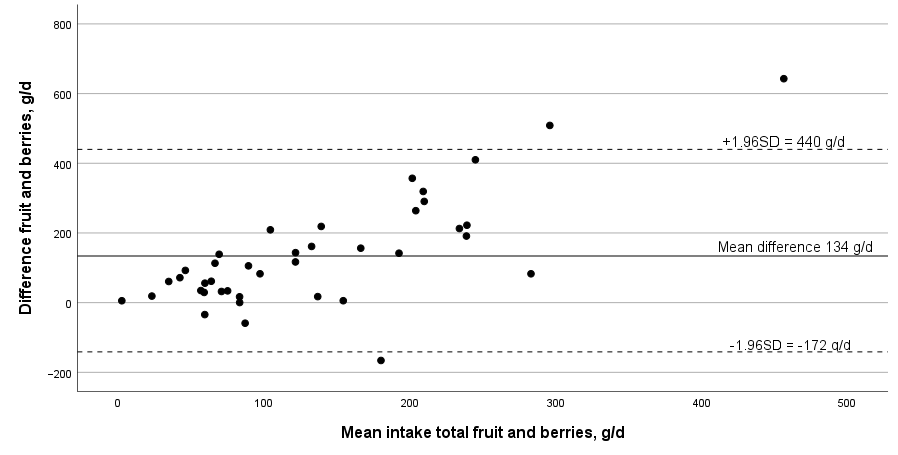 800
600
400
200
0
−200
Difference fruit and berries, g/d
+1.96SD = 440 g/d
Mean difference 134 g/d
-1.96SD = -172 g/d
0 100 200 300 400 500
Mean intake total fruit and berries, g/d